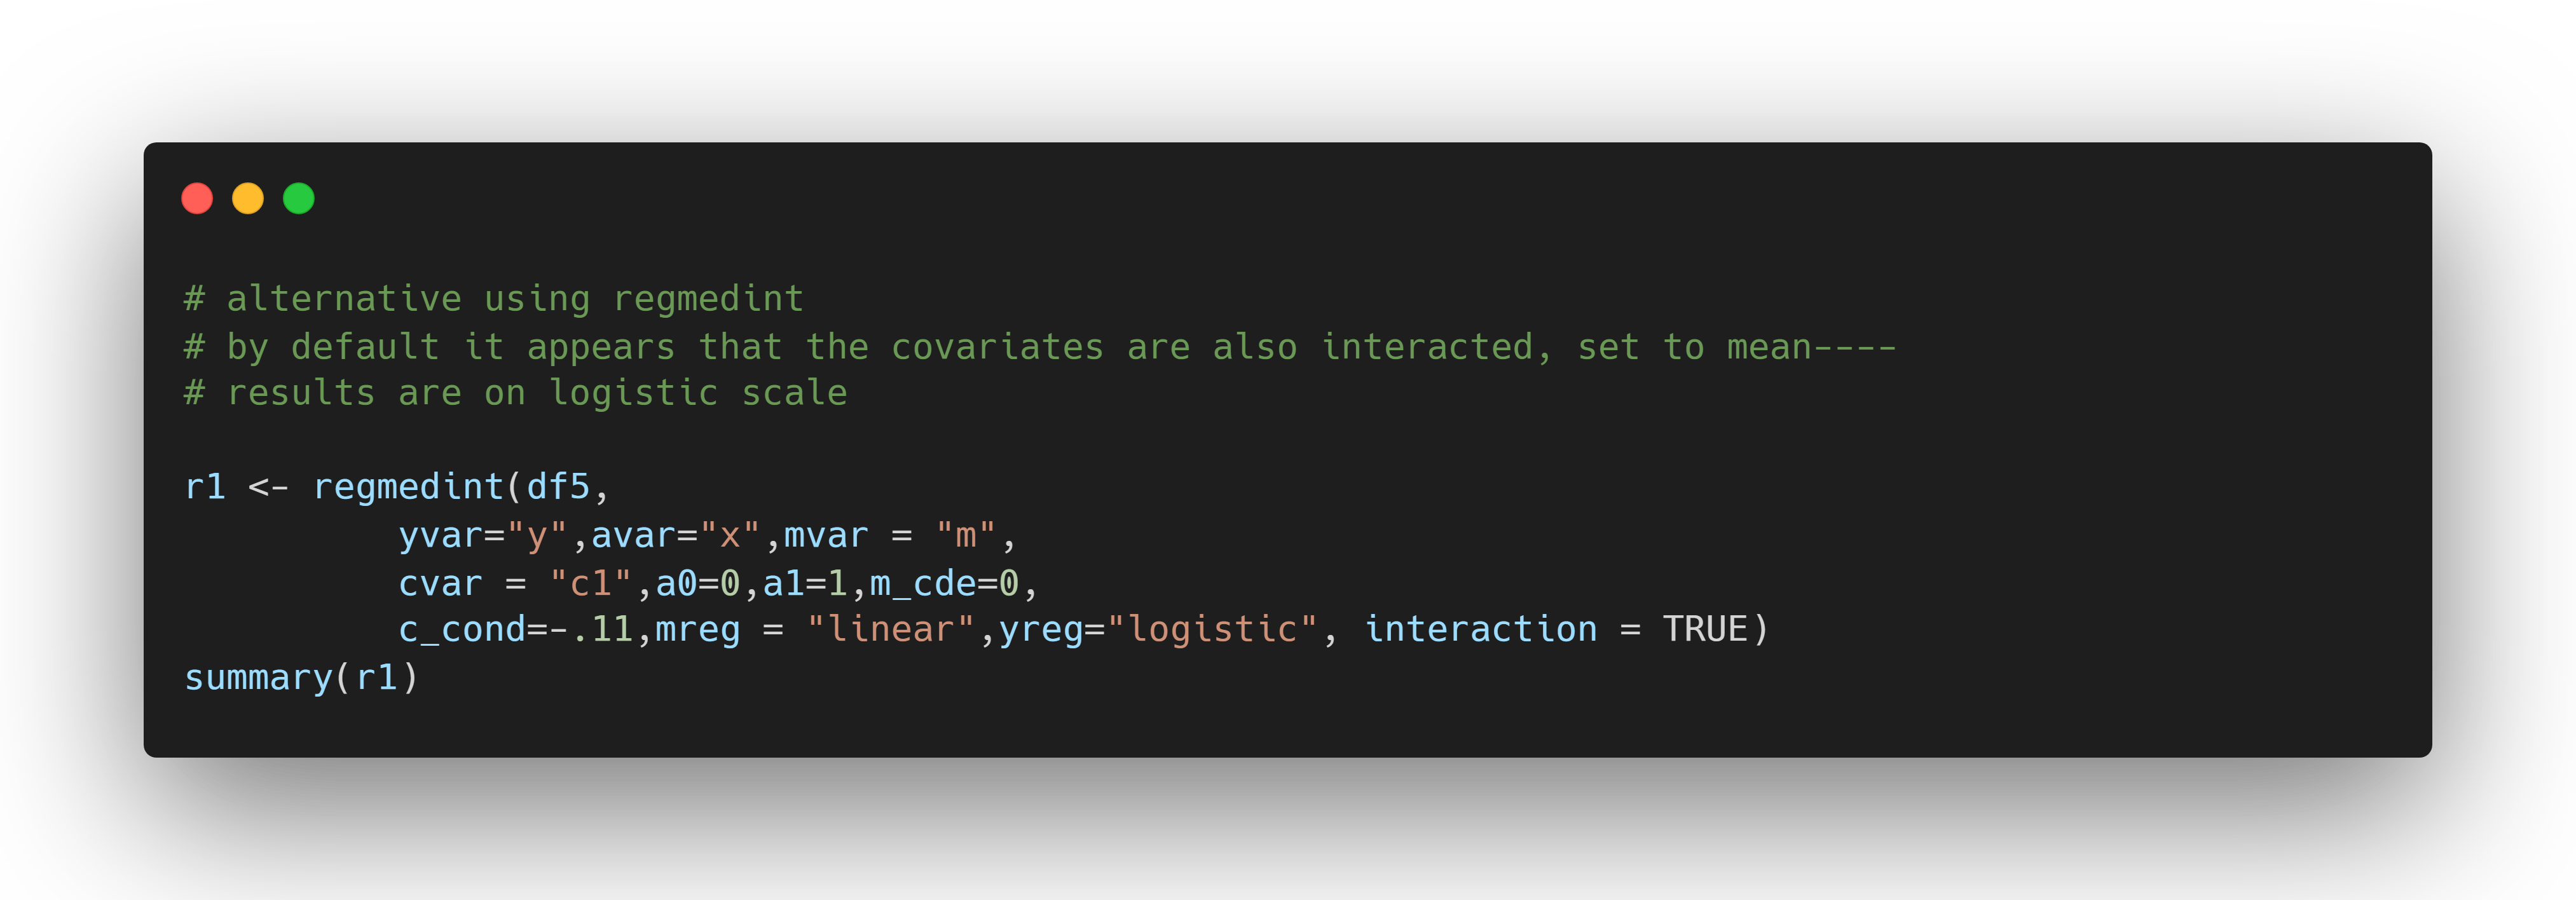 # alternative using regmedint
# by default it appears that the covariates are also interacted, set to mean----
# results are on logistic scale
r1 <- regmedint(df5,
yvar="y",avar="x",mvar = "m",
cvar = "c1",a0=0,a1=1,m_cde=0,
c_cond=-.11,mreg = "linear",yreg="logistic", interaction = TRUE)
summary(r1)